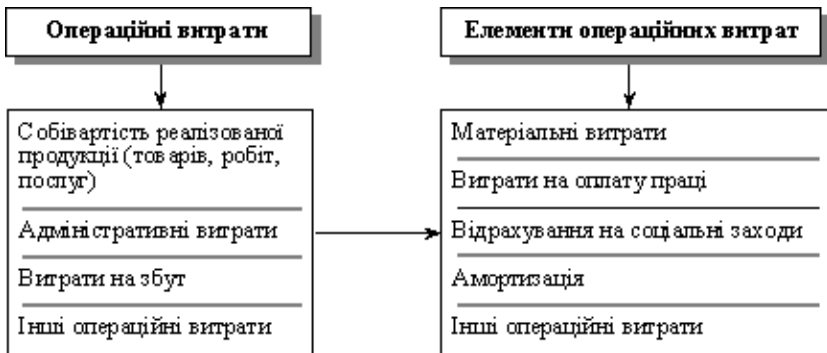 Операційні витрати
Собівартість реалізованої
продукції (товарів, робіт,
послуг)
Адміністративні витрати
Витрати на збут
Інші операційні витрати
Елементи операційних витрат
Матеріальні витрати
Витрати на оплату праці
Відрахування на соціальні заходи
Амортизація
Інші операційні витрати